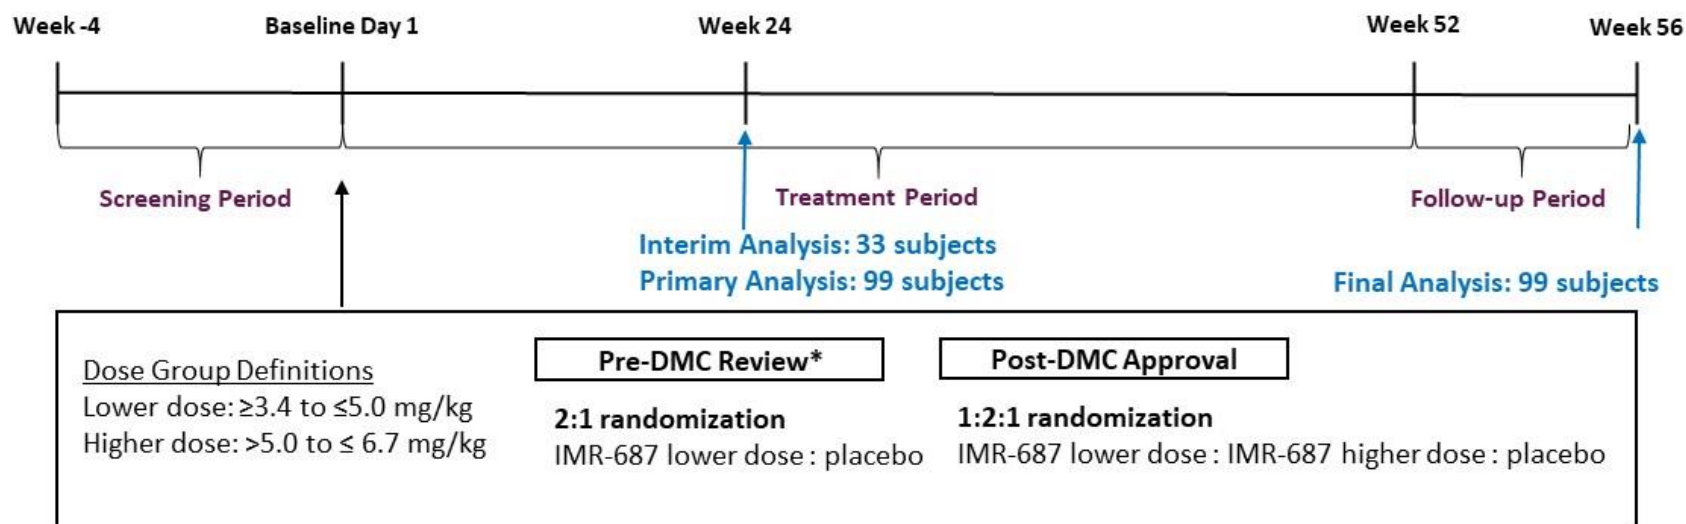 Week -4
Baseline Day 1
Week 24
Week 52
Week 56
Screening Period
Treatment Period
Follow-up Period
Interim Analysis: 33 subjects
Primary Analysis: 99 subjects
Final Analysis: 99 subjects
Dose Group Definitions
Lower dose: ≥3.4 to ≤5.0 mg/kg
Higher dose: >5.0 to ≤ 6.7 mg/kg
Pre-DMC Review*
2:1 randomization
IMR-687 lower dose : placebo
Post-DMC Approval
1:2:1 randomization
IMR-687 lower dose : IMR-687 higher dose : placebo